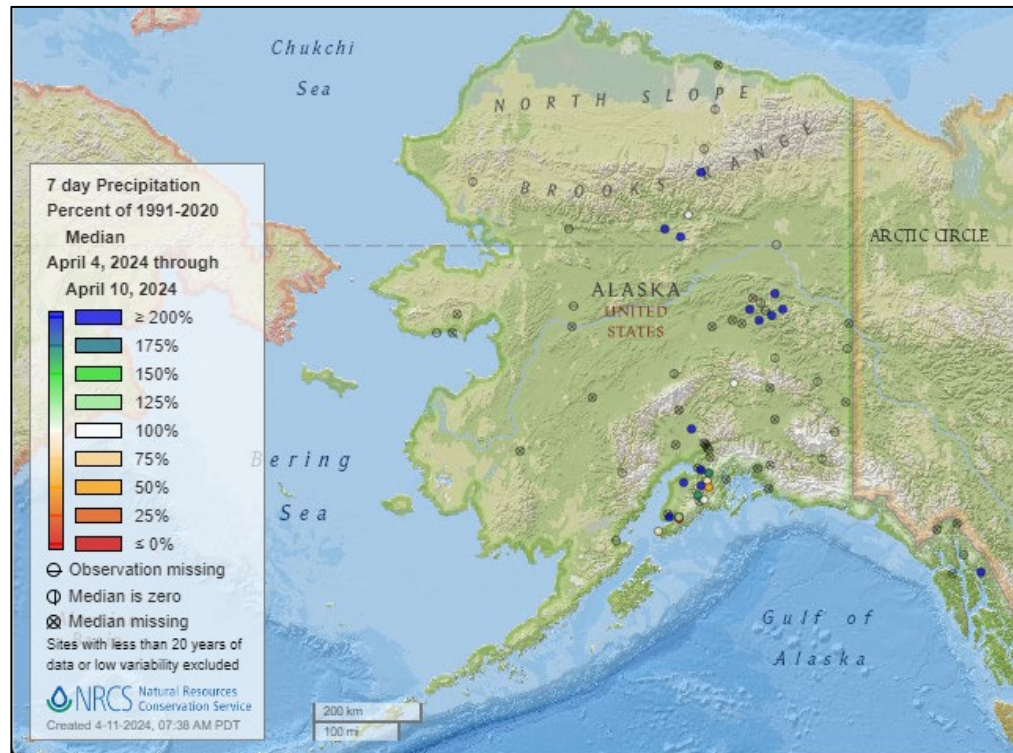 Chukchi
Sea
NORTH SLOPE
BROOKS RANGE
ARCTIC CIRCLE
ALASKA
UNITED
STATES
Bering
Sea
Gulf of
Alaska
7 day Precipitation
Percent of 1991-2020
Median
April 4, 2024 through
April 10, 2024
≥ 200%
175%
150%
125%
100%
75%
50%
25%
≤ 0%
Observation missing
Median is zero
Median missing
Sites with less than 20 years of
data or low variability excluded
NRCS Natural Resources
Conservation Service
Created 4-11-2024, 07:38 AM PDT
200 km
100 mi